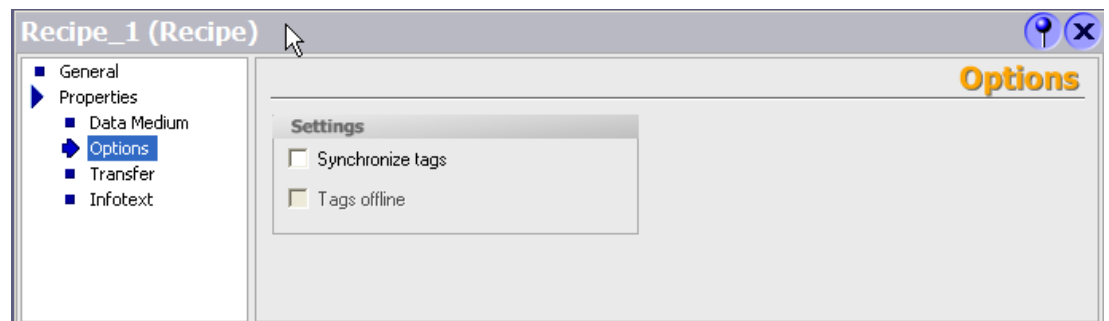 Recipe_1 (Recipe)
General
Properties
Data Medium
Options
Transfer
Infotext
Options
Settings
Synchronize tags
Tags offline